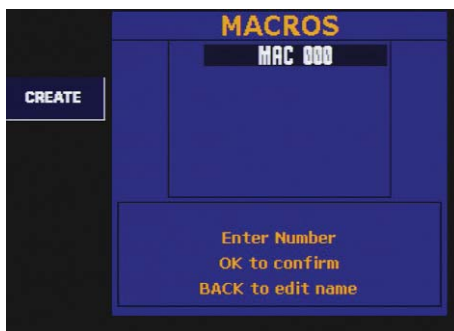 MACROS
MAC 000
CREATE
Enter Number
OK to confirm
BACK to edit name